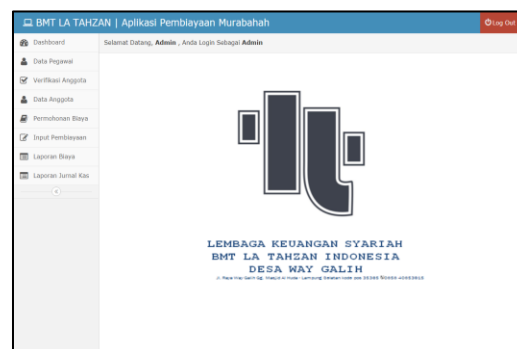 BMT LA TAHZAN | Aplikasi Pembiayaan Murabahah
Log Out
Dashboard
Selamat Datang, Admin , Anda Login Sebagai Admin
Data Pegawai
Verifikasi Anggota
Data Anggota
Permohonan Biaya
Input Pembiayaan
Laporan Biaya
Laporan Jurnal Kas
LEMBAGA KEUANGAN SYARIAH
BMT LA TAHZAN INDONESIA
DESA WAY GALIH